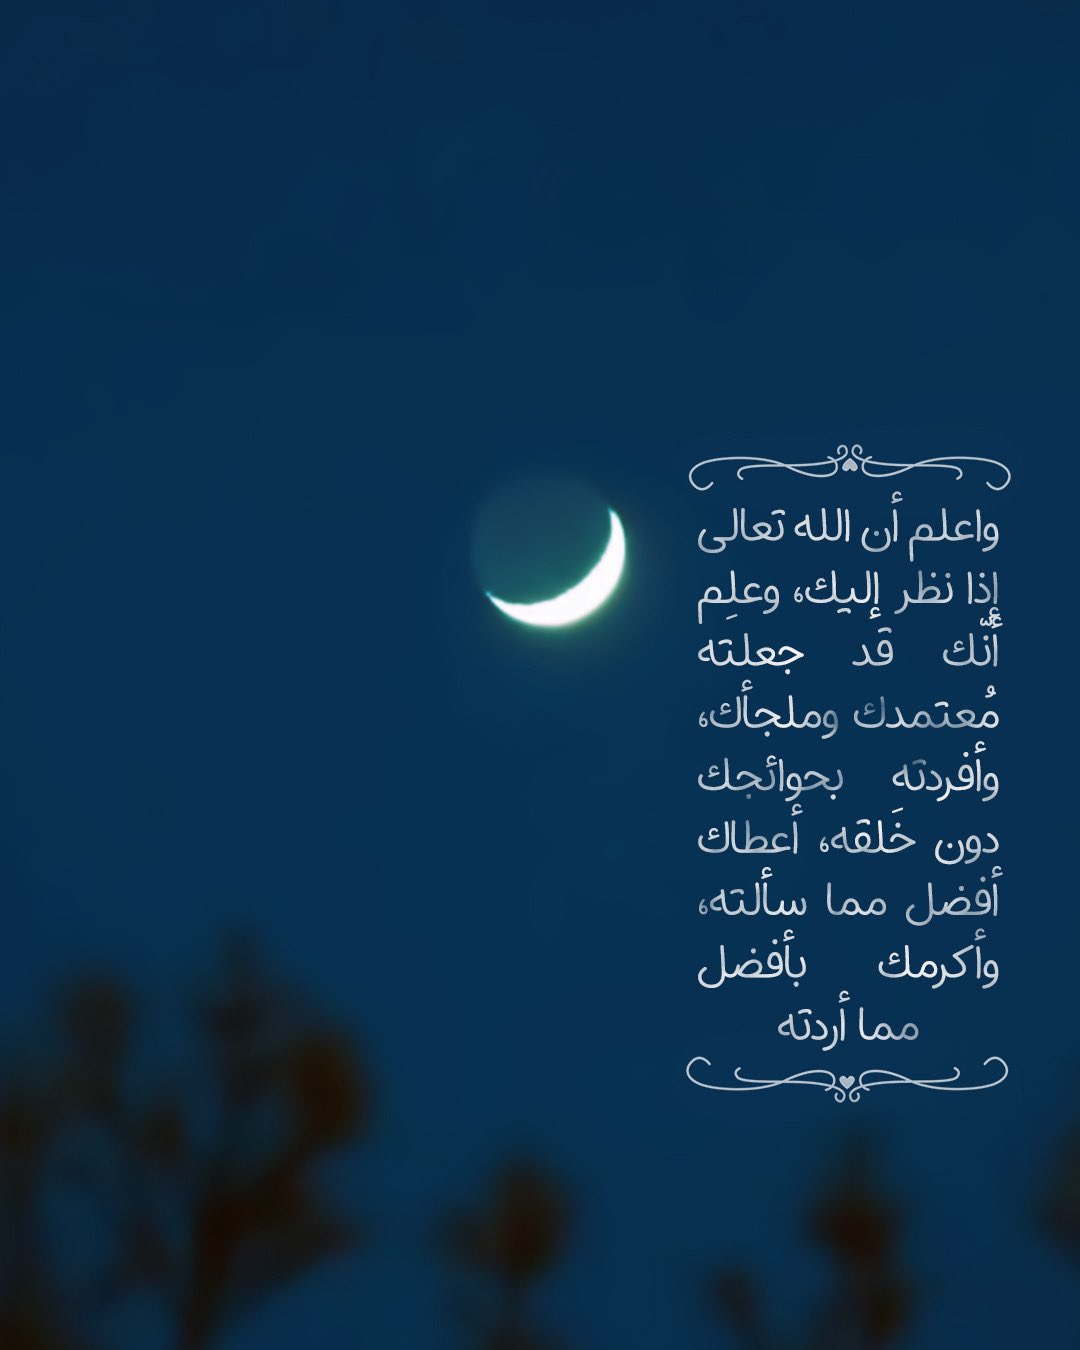 واعلم أن الله تعالى
إذا نظر إليك، وعلِم
أنّك قد جعلته
مُعتمدك وملجأك،
وأفردته بحوائجك
دون خَلقه، أعطاك
أفضل مما سألته،
وأكرمك بأفضل
مما أردته